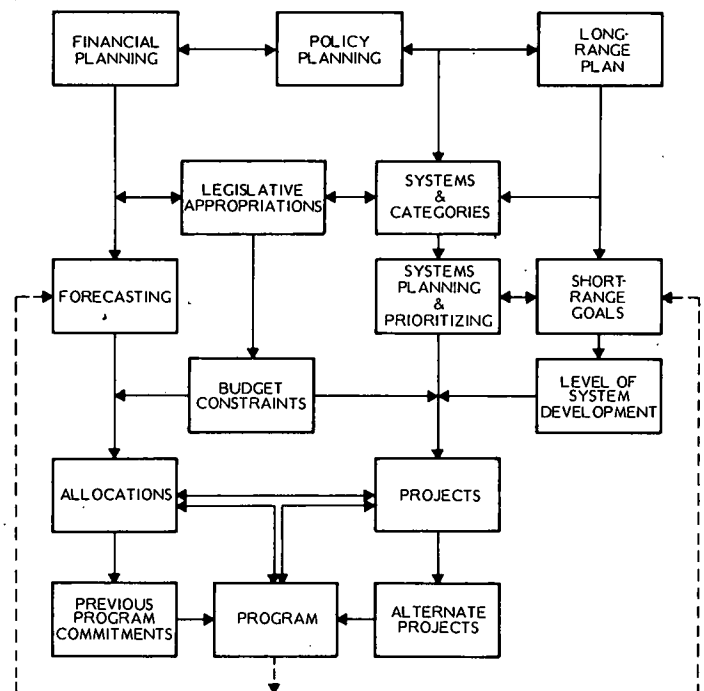 FINANCIAL
PLANNING
POLICY
PLANNING
LONG-
RANGE
PLAN
LEGISLATIVE
APPROPRIATIONS
SYSTEMS
&
CATEGORIES
FORECASTING
SYSTEMS
PLANNING
&
PRIORITIZING
SHORT-
RANGE
GOALS
BUDGET
CONSTRAINTS
LEVEL OF
SYSTEM
DEVELOPMENT
ALLOCATIONS
PROJECTS
PREVIOUS
PROGRAM
COMMITMENTS
PROGRAM
ALTERNATE
PROJECTS